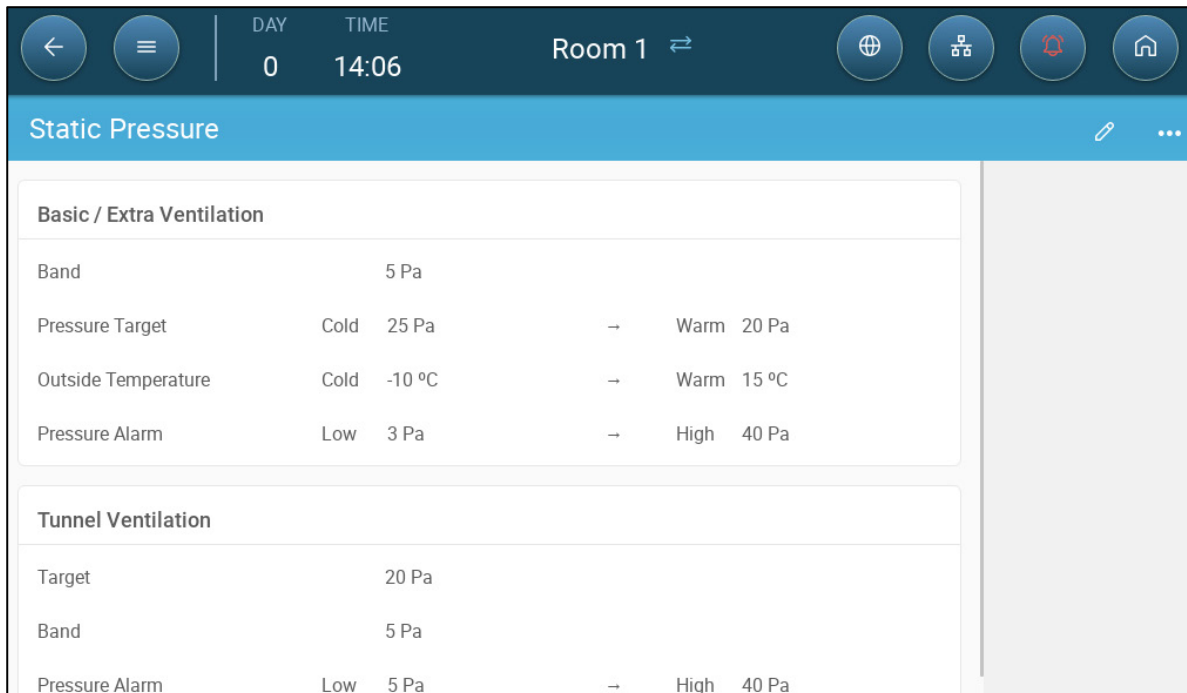 DAY TIME
0 14:06 Room 1
Static Pressure
Basic / Extra Ventilation
Band 5 Pa
Pressure Target Cold 25 Pa → Warm 20 Pa
Outside Temperature Cold -10 ºC → Warm 15 ºC
Pressure Alarm Low 3 Pa → High 40 Pa
Tunnel Ventilation
Target 20 Pa
Band 5 Pa
Pressure Alarm Low 5 Pa → High 40 Pa